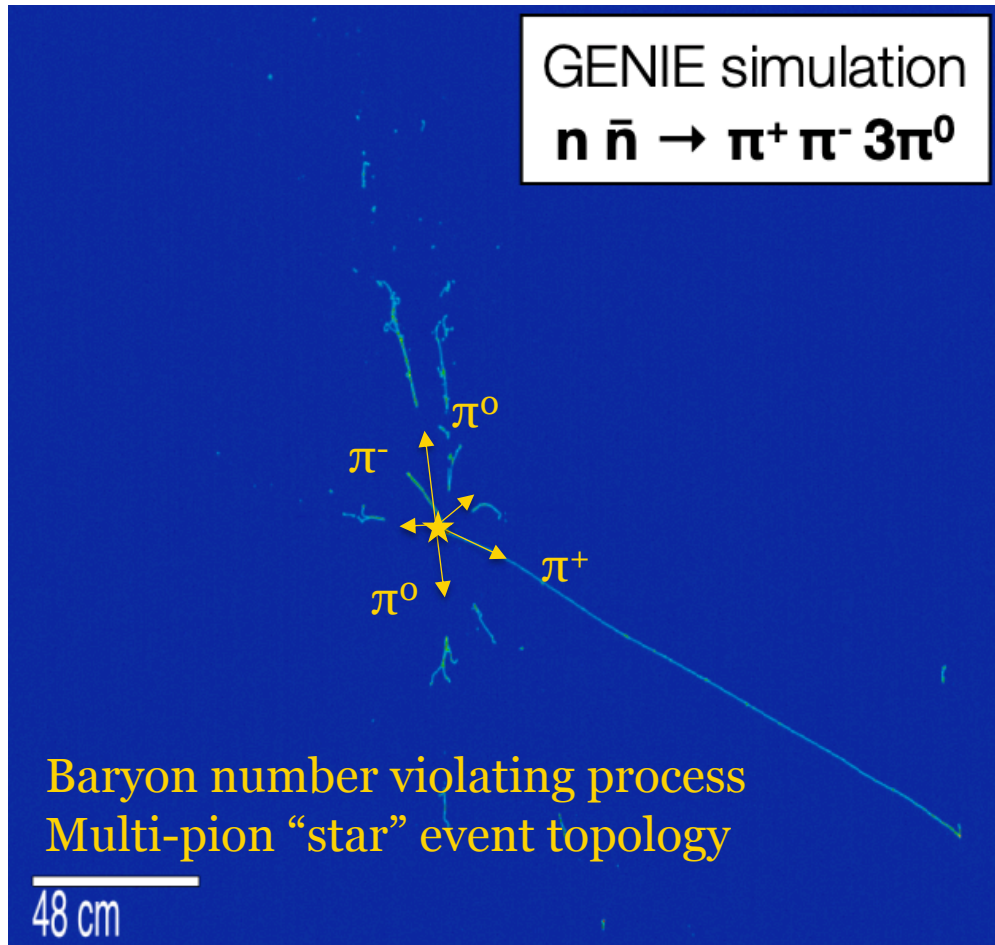 GENIE simulation
n n̄ → π⁺ π⁻ 3π⁰
π⁰
π⁻
π⁺
π⁰
Baryon number violating process
Multi-pion “star” event topology
48 cm